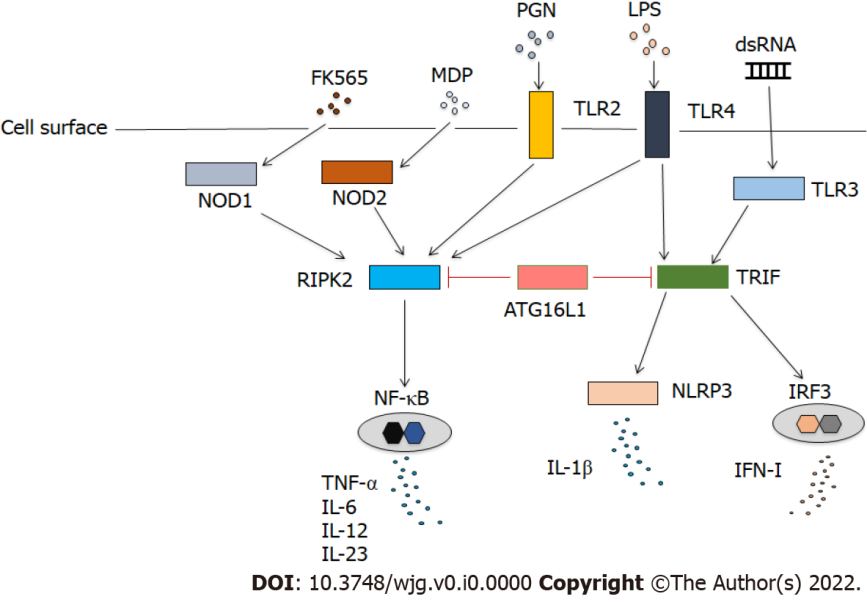 PGN
LPS
dsRNA
FK565
MDP
TLR2
TLR4
Cell surface
NOD1
NOD2
TLR3
RIPK2
ATG16L1
TRIF
NF-κB
NLRP3
IRF3
TNF-α
IL-6
IL-12
IL-23
IL-1β
IFN-I
DOI: 10.3748/wjg.v0.i0.0000 Copyright ©The Author(s) 2022.